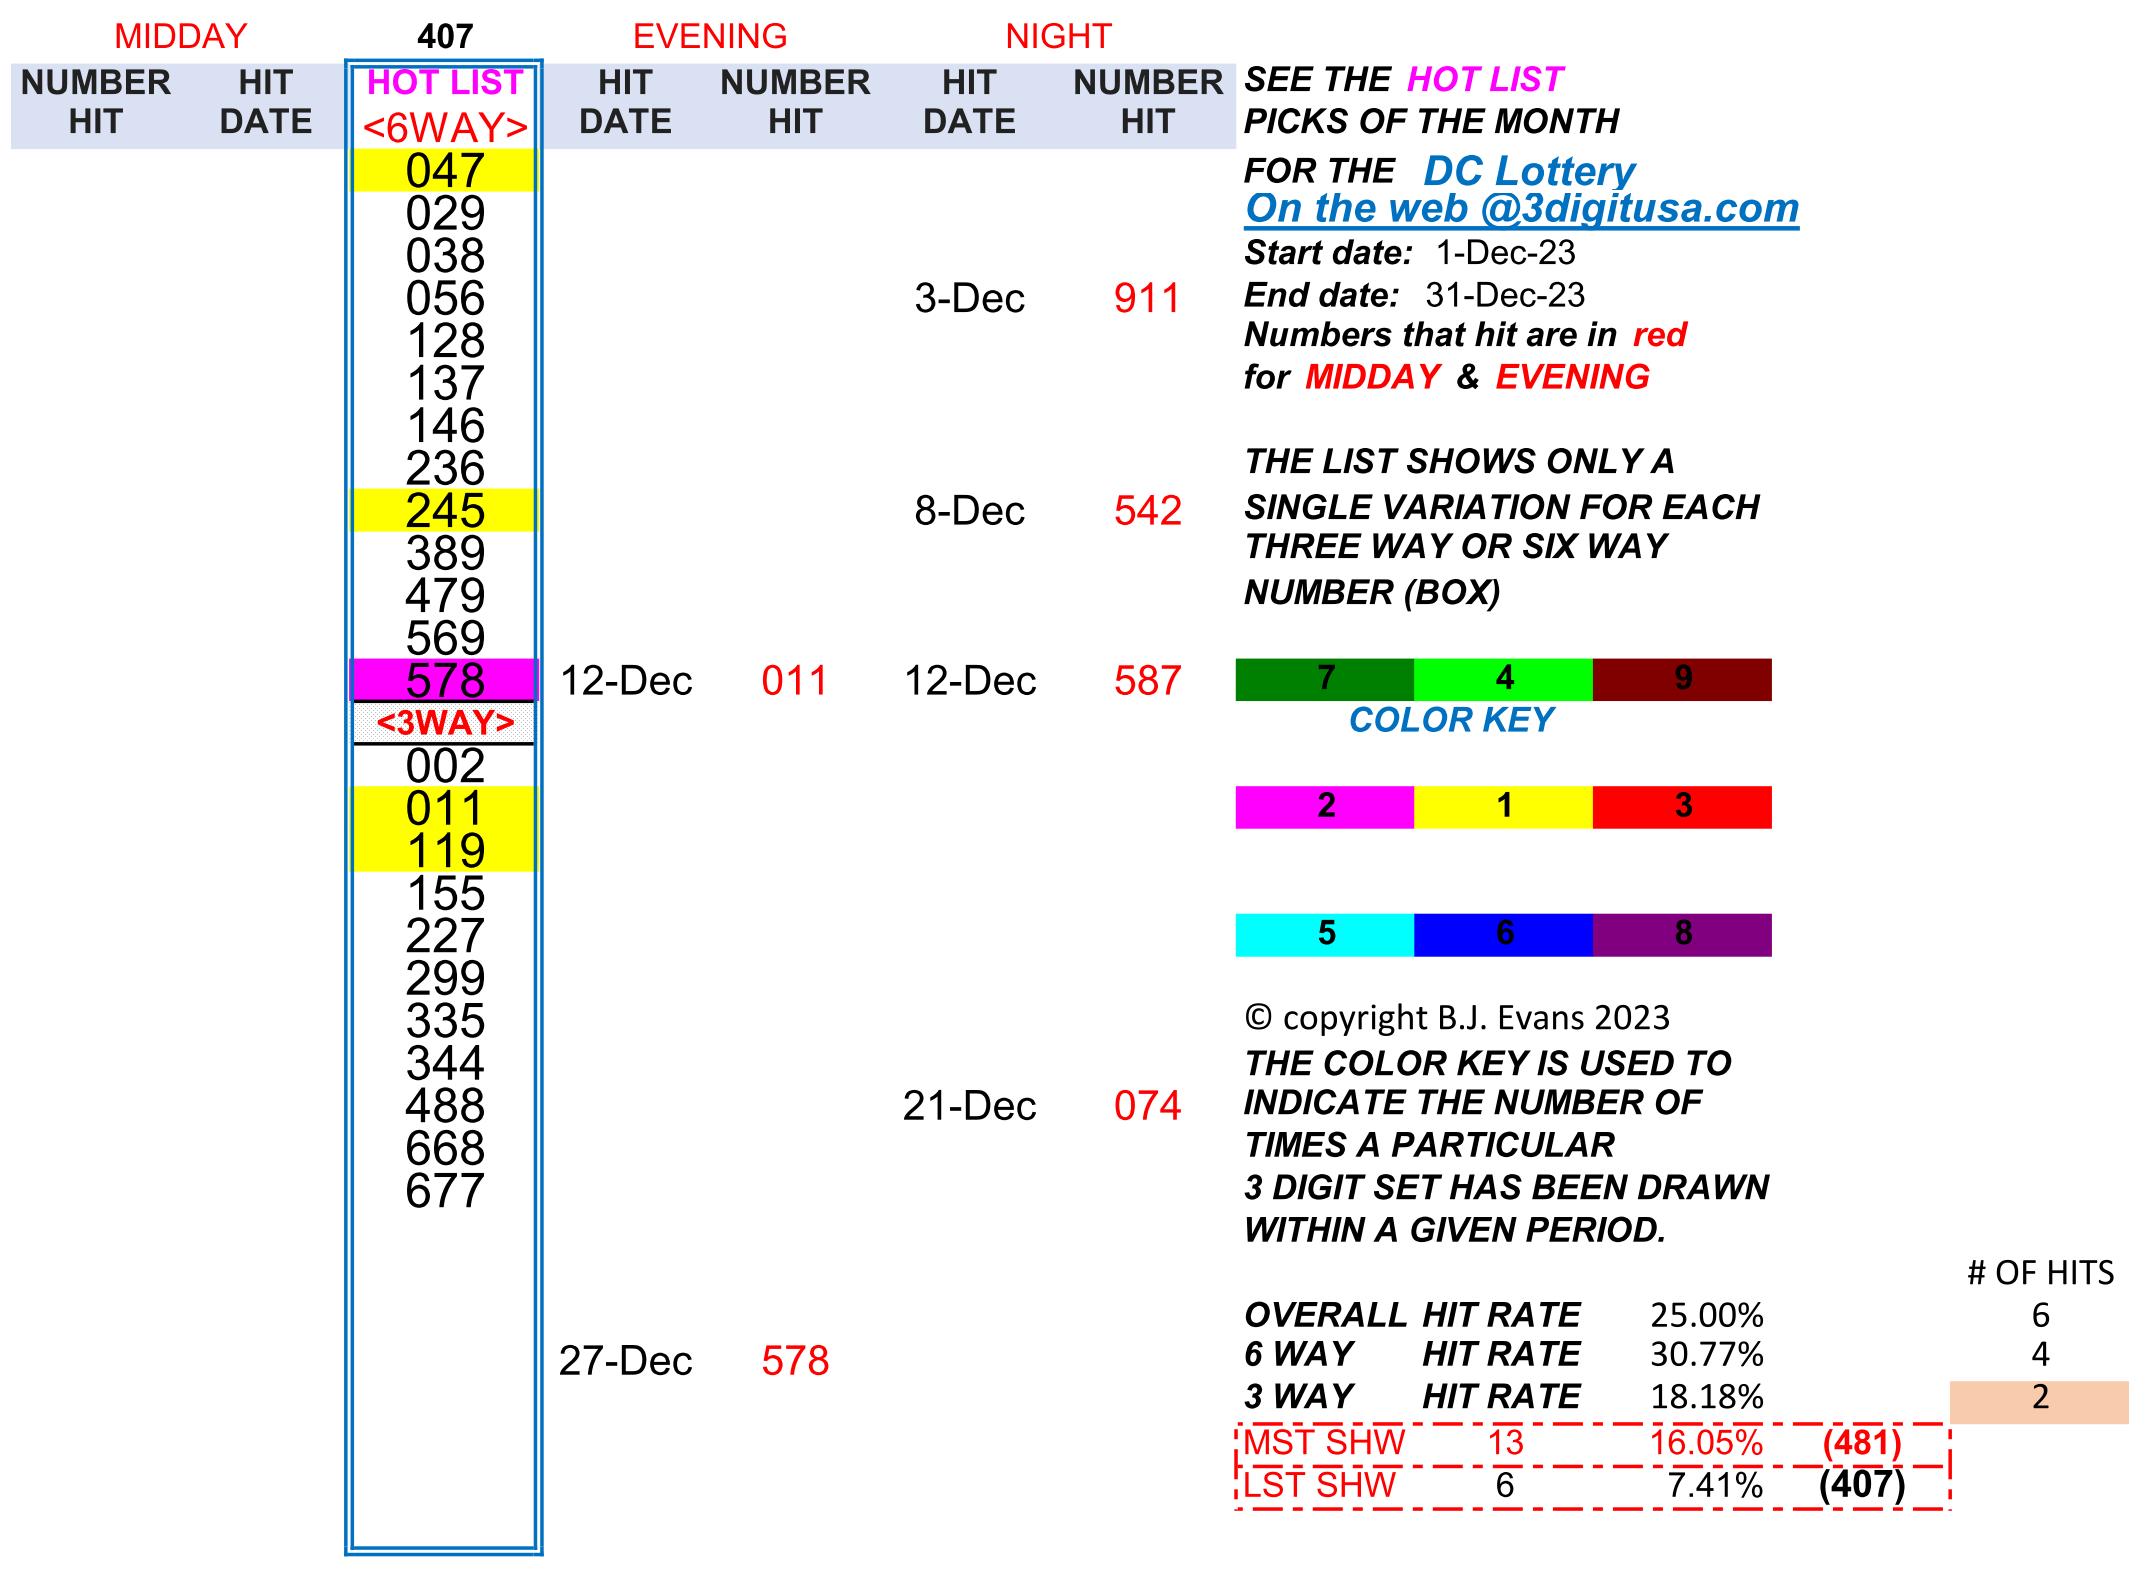 MIDDAY 407 EVENING NIGHT
NUMBER HIT HOT LIST HIT NUMBER HIT NUMBER SEE THE HOT LIST
HIT DATE <6WAY> DATE HIT DATE HIT PICKS OF THE MONTH
047 FOR THE DC Lottery
029 On the web @3digitusa.com
038 Start date: 1-Dec-23
056 3-Dec 911 End date: 31-Dec-23
128 Numbers that hit are in red
137 for MIDDAY & EVENING
146
236 THE LIST SHOWS ONLY A
245 8-Dec 542 SINGLE VARIATION FOR EACH
389 THREE WAY OR SIX WAY
479 NUMBER (BOX)
569
578 12-Dec 011 12-Dec 587 7 4 9
<3WAY> COLOR KEY
002
011 2 1 3
119
155
227 5 6 8
299
335 © copyright B.J. Evans 2023
344 THE COLOR KEY IS USED TO
488 21-Dec 074 INDICATE THE NUMBER OF
668 TIMES A PARTICULAR
677 3 DIGIT SET HAS BEEN DRAWN
WITHIN A GIVEN PERIOD.
# OF HITS
OVERALL HIT RATE 25.00% 6
27-Dec 578 6 WAY HIT RATE 30.77% 4
3 WAY HIT RATE 18.18% 2
MST SHW 13 16.05% (481)
LST SHW 6 7.41% (407)